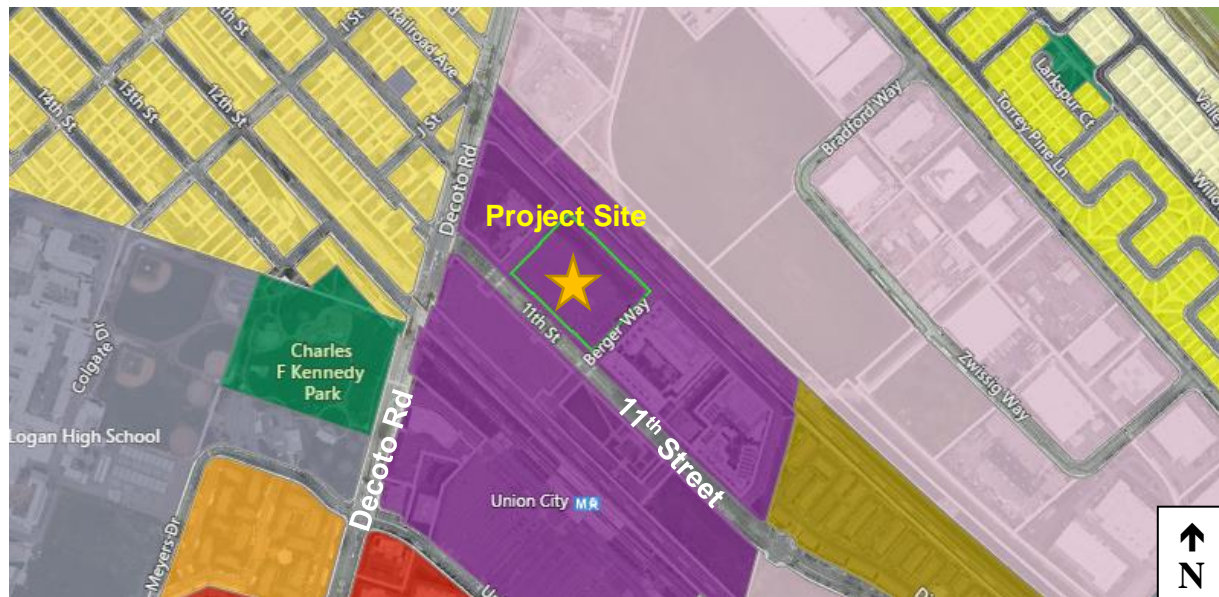 I St
Railroad Ave
14th St
13th St
12th St
J St
Decoto Rd
Project Site
11th St
Berger Way
Bradford Way
Larkspur Ct
Torrey Pine Ln
Zwissig Way
Colgate Dr
Charles
F Kennedy
Park
Logan High School
Decoto Rd
11th Street
Union City
Meyers Dr
N